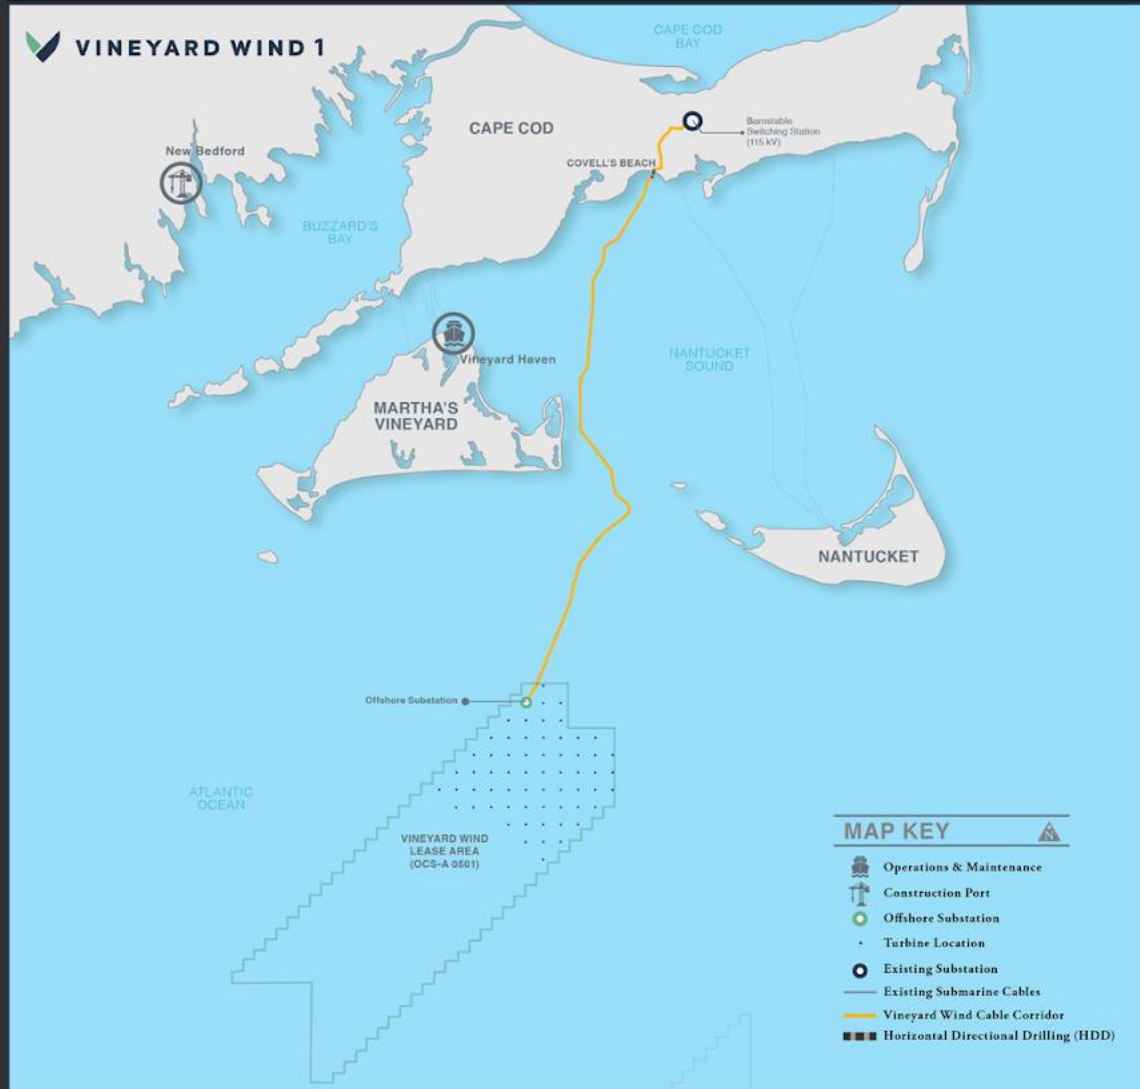 VINEYARD WIND 1
CAPE COD
BAY
CAPE COD
Barnstable
Switching Station
(115 kV)
New Bedford
COVELL'S BEACH
BUZZARD'S
BAY
Vineyard Haven
NANTUCKET
SOUND
MARTHA'S
VINEYARD
NANTUCKET
Offshore Substation
ATLANTIC
OCEAN
VINEYARD WIND
LEASE AREA
(OCS-A 0501)
MAP KEY
N
Operations & Maintenance
Construction Port
Offshore Substation
Turbine Location
Existing Substation
Existing Submarine Cables
Vineyard Wind Cable Corridor
Horizontal Directional Drilling (HDD)